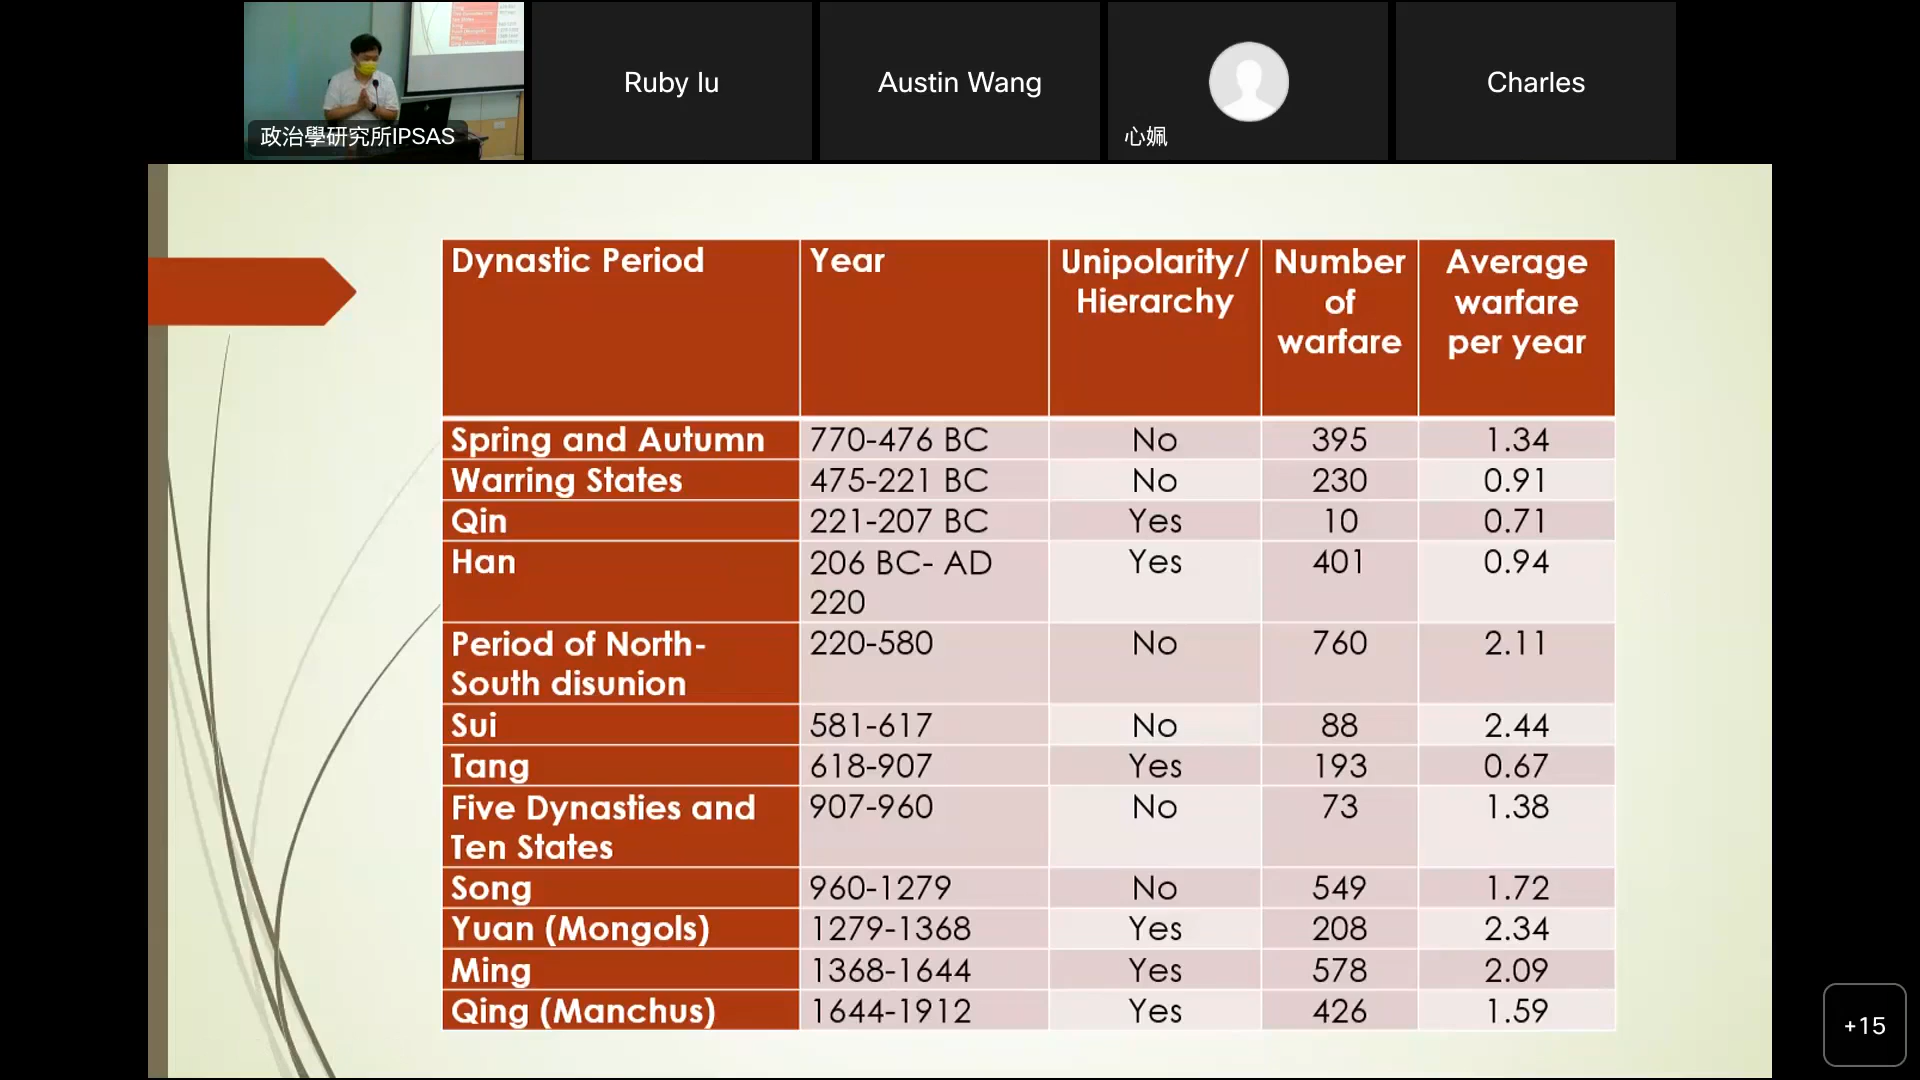 政治學研究所IPSAS
Ruby lu
Austin Wang
心姵
Charles
Dynastic Period
Year
Unipolarity/
Hierarchy
Number
of
warfare
Average
warfare
per year
Spring and Autumn 770-476 BC No 395 1.34
Warring States 475-221 BC No 230 0.91
Qin 221-207 BC Yes 10 0.71
Han 206 BC- AD Yes 401 0.94
220
Period of North- 220-580 No 760 2.11
South disunion
Sui 581-617 No 88 2.44
Tang 618-907 Yes 193 0.67
Five Dynasties and 907-960 No 73 1.38
Ten States
Song 960-1279 No 549 1.72
Yuan (Mongols) 1279-1368 Yes 208 2.34
Ming 1368-1644 Yes 578 2.09
Qing (Manchus) 1644-1912 Yes 426 1.59
+15